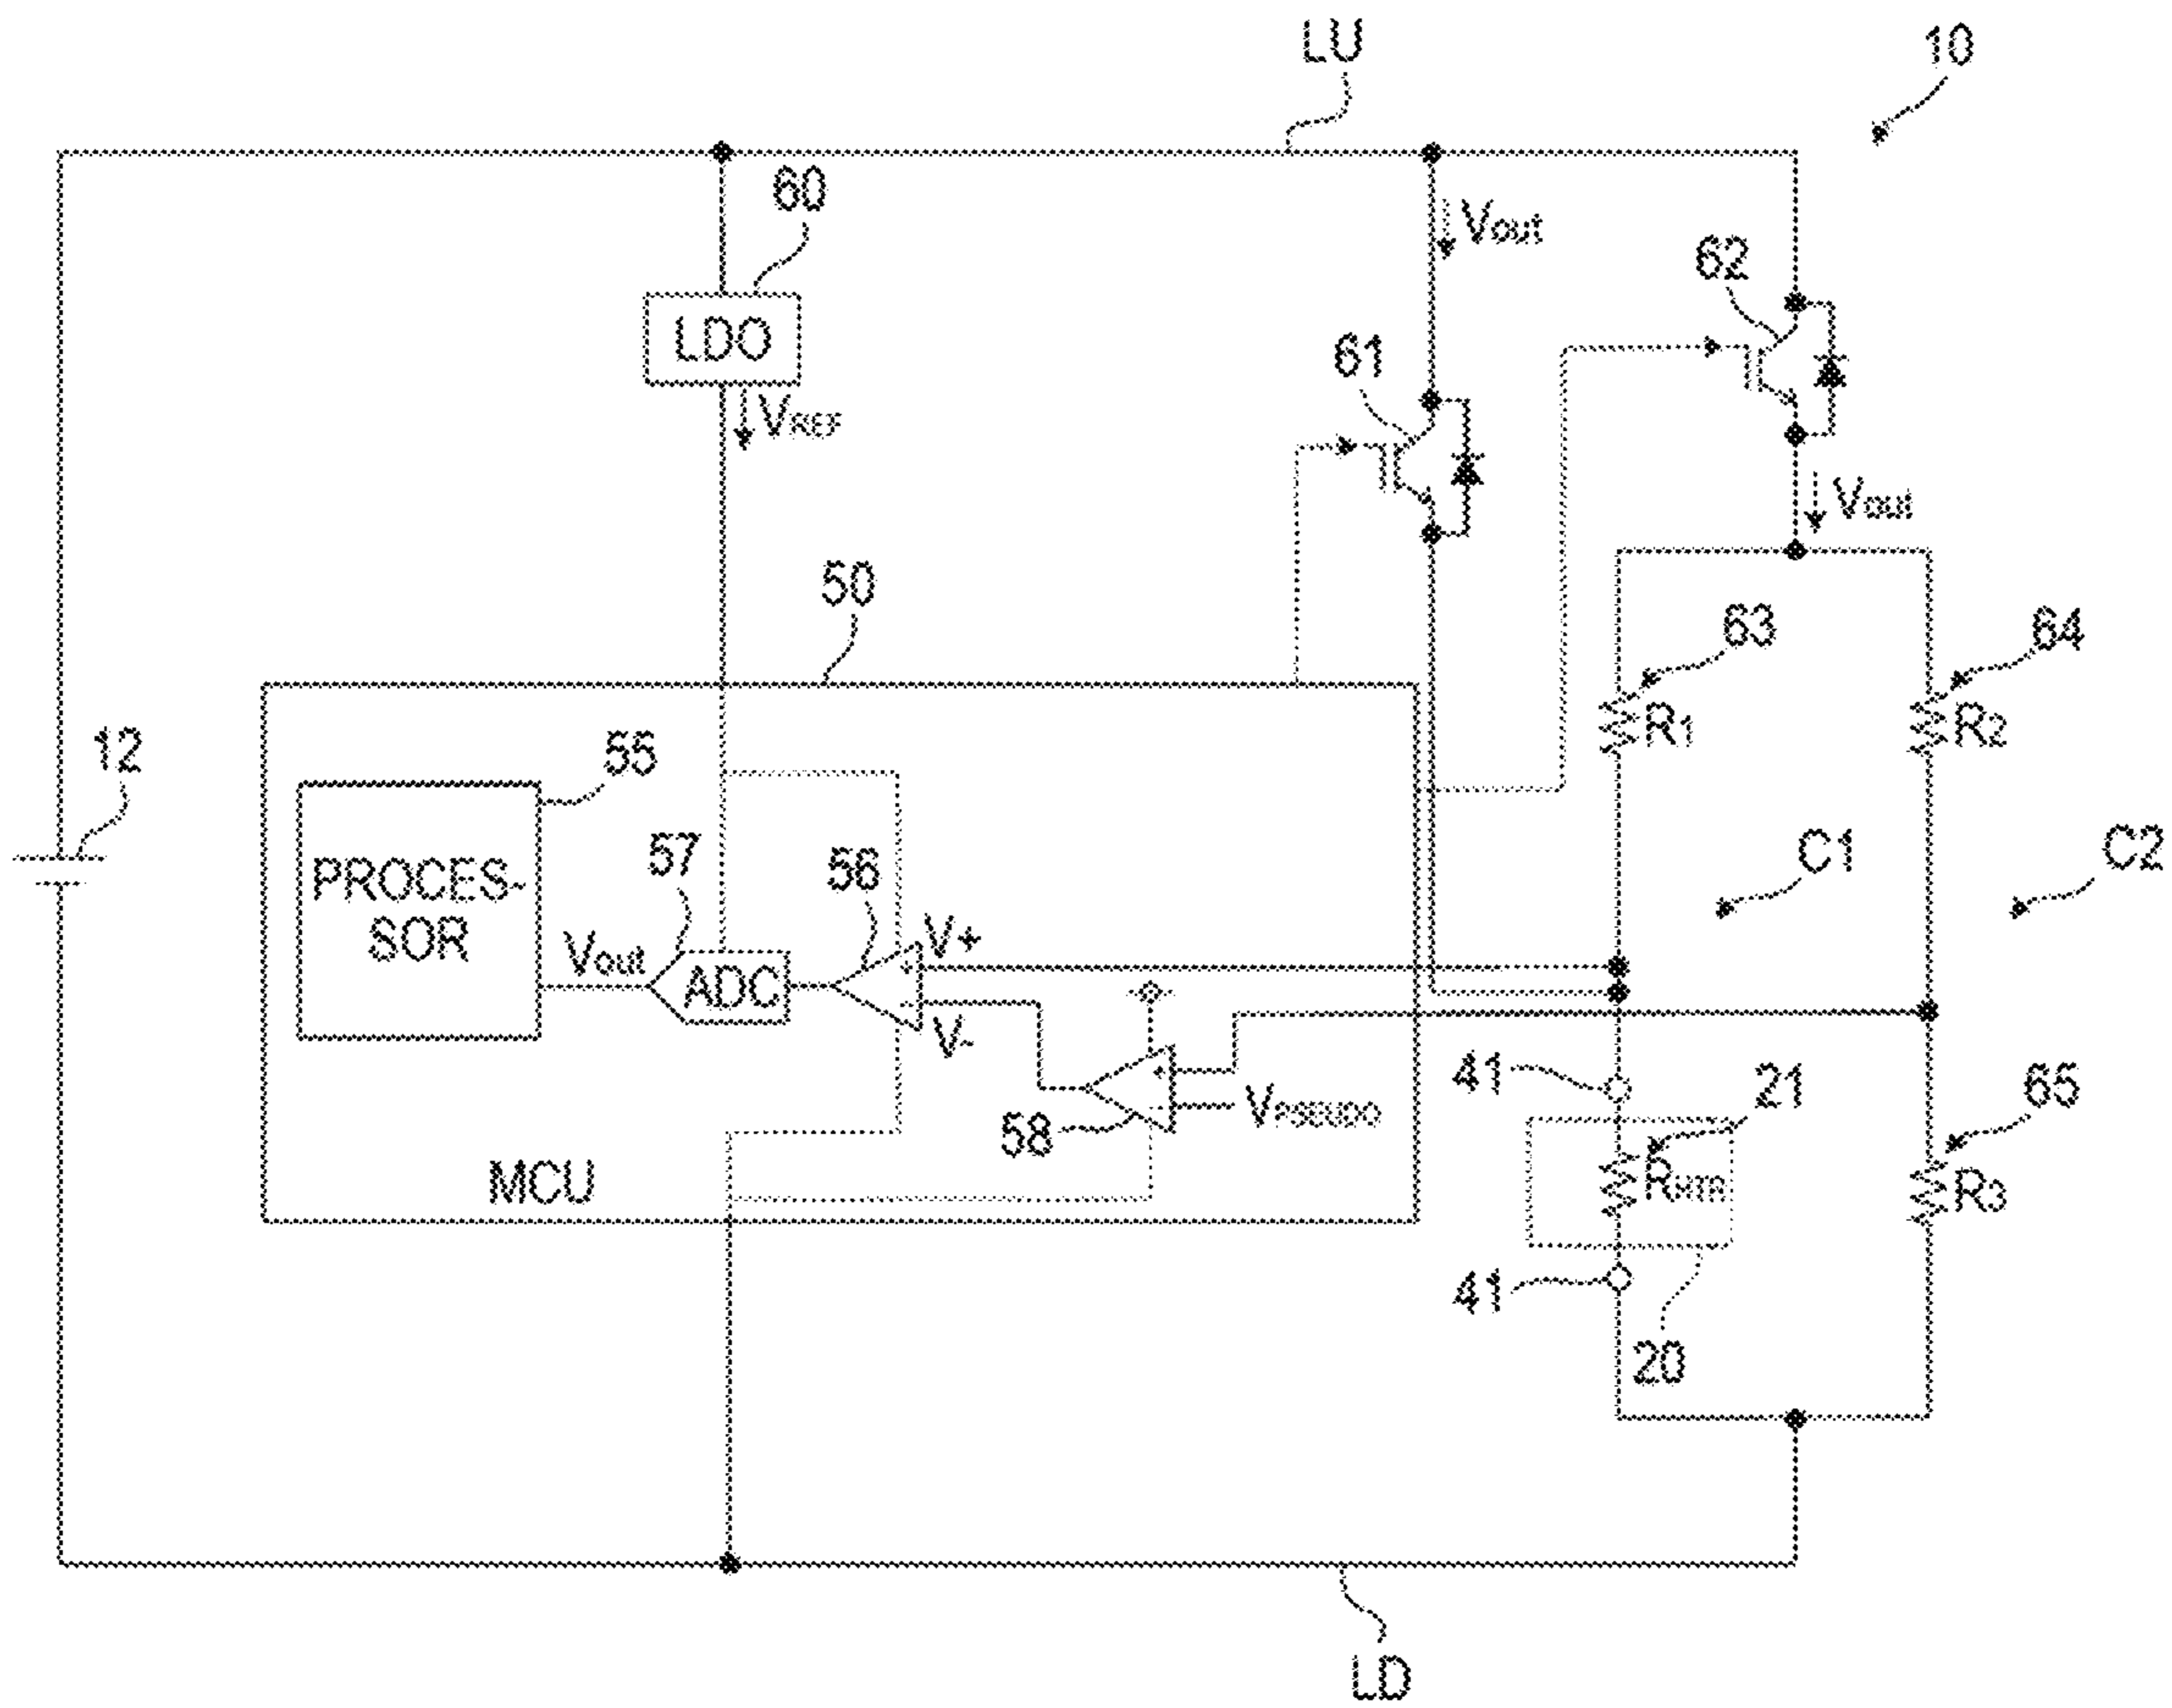 LU
10
60
Vout
62
LDO
61
VREF
Vout
50
63
64
12
55
R1
R2
57
56
C1
C2
PROCES-
SOR
Vout
ADC
V+
V-
41
21
65
58
VPSEUDO
MCU
RHTR
R3
41
20
LD